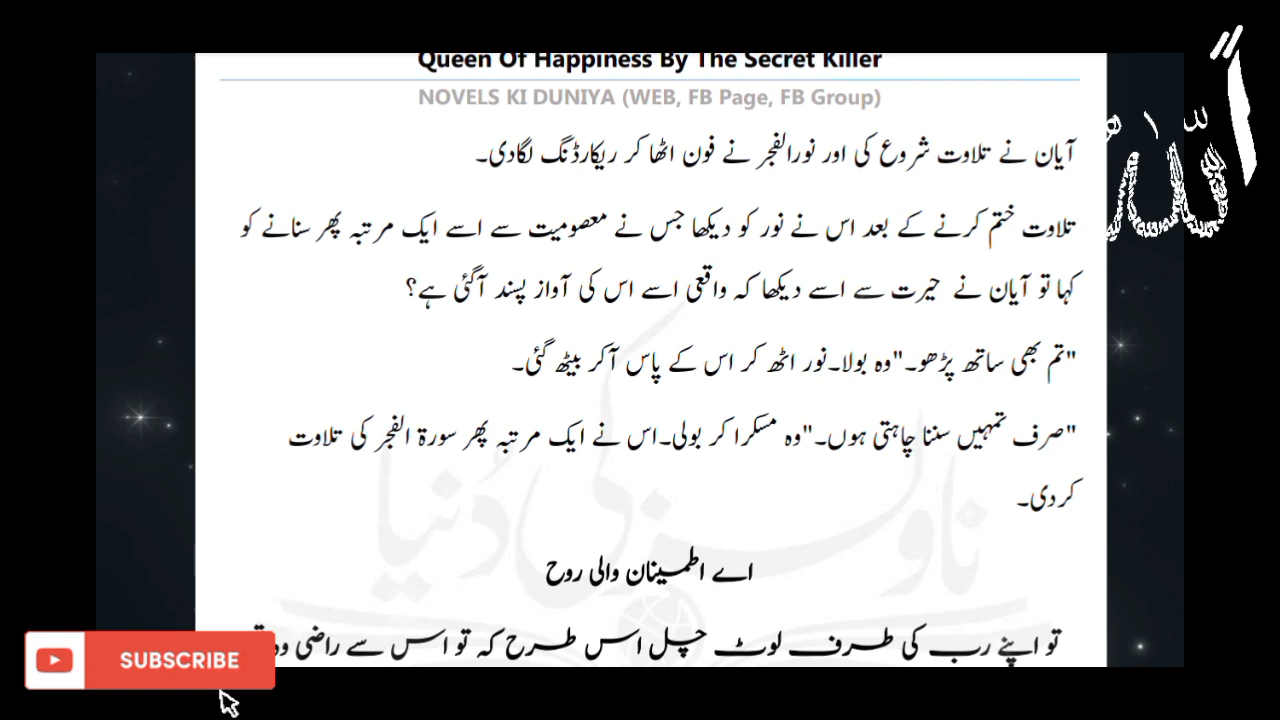 Queen Of Happiness By The Secret Killer
NOVELS KI DUNIYA (WEB, FB Page, FB Group)
آیان نے تلاوت شروع کی اور نورالفجر نے فون اٹھا کر ریکارڈنگ لگادی۔
تلاوت ختم کرنے کے بعد اس نے نور کو دیکھا جس نے معصومیت سے اسے ایک مرتبہ پھر سنانے کو
کہا تو آیان نے حیرت سے اسے دیکھا کہ واقعی اسے اس کی آواز پسند آگئی ہے؟
"تم بھی ساتھ پڑھو۔"وہ بولا۔نور اٹھ کر اس کے پاس آکر بیٹھ گئی۔
"صرف تمہیں سننا چاہتی ہوں۔"وہ مسکرا کر بولی۔اس نے ایک مرتبہ پھر سورۃ الفجر کی تلاوت
کردی۔
اے اطمینان والی روح
تو اپنے رب کی طرف لوٹ چل اس طرح کہ تو اس سے راضی وہ
ناولز کی دُنیا
اللّٰہ
SUBSCRIBE